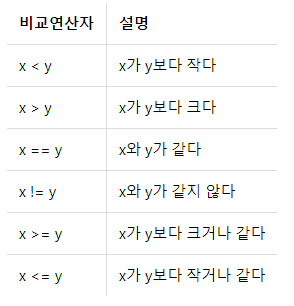 비교연산자 설명
x < y x가 y보다 작다
x > y x가 y보다 크다
x == y x와 y가 같다
x != y x와 y가 같지 않다
x >= y x가 y보다 크거나 같다
x <= y x가 y보다 작거나 같다